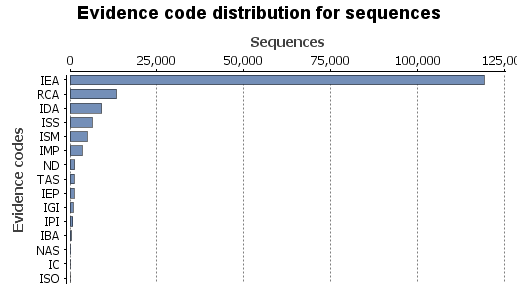 Evidence code distribution for sequences
Sequences
0 25,000 50,000 75,000 100,000 125,00
Evidence codes
IEA
RCA
IDA
ISS
ISM
IMP
ND
TAS
IEP
IGI
IPI
IBA
NAS
IC
ISO